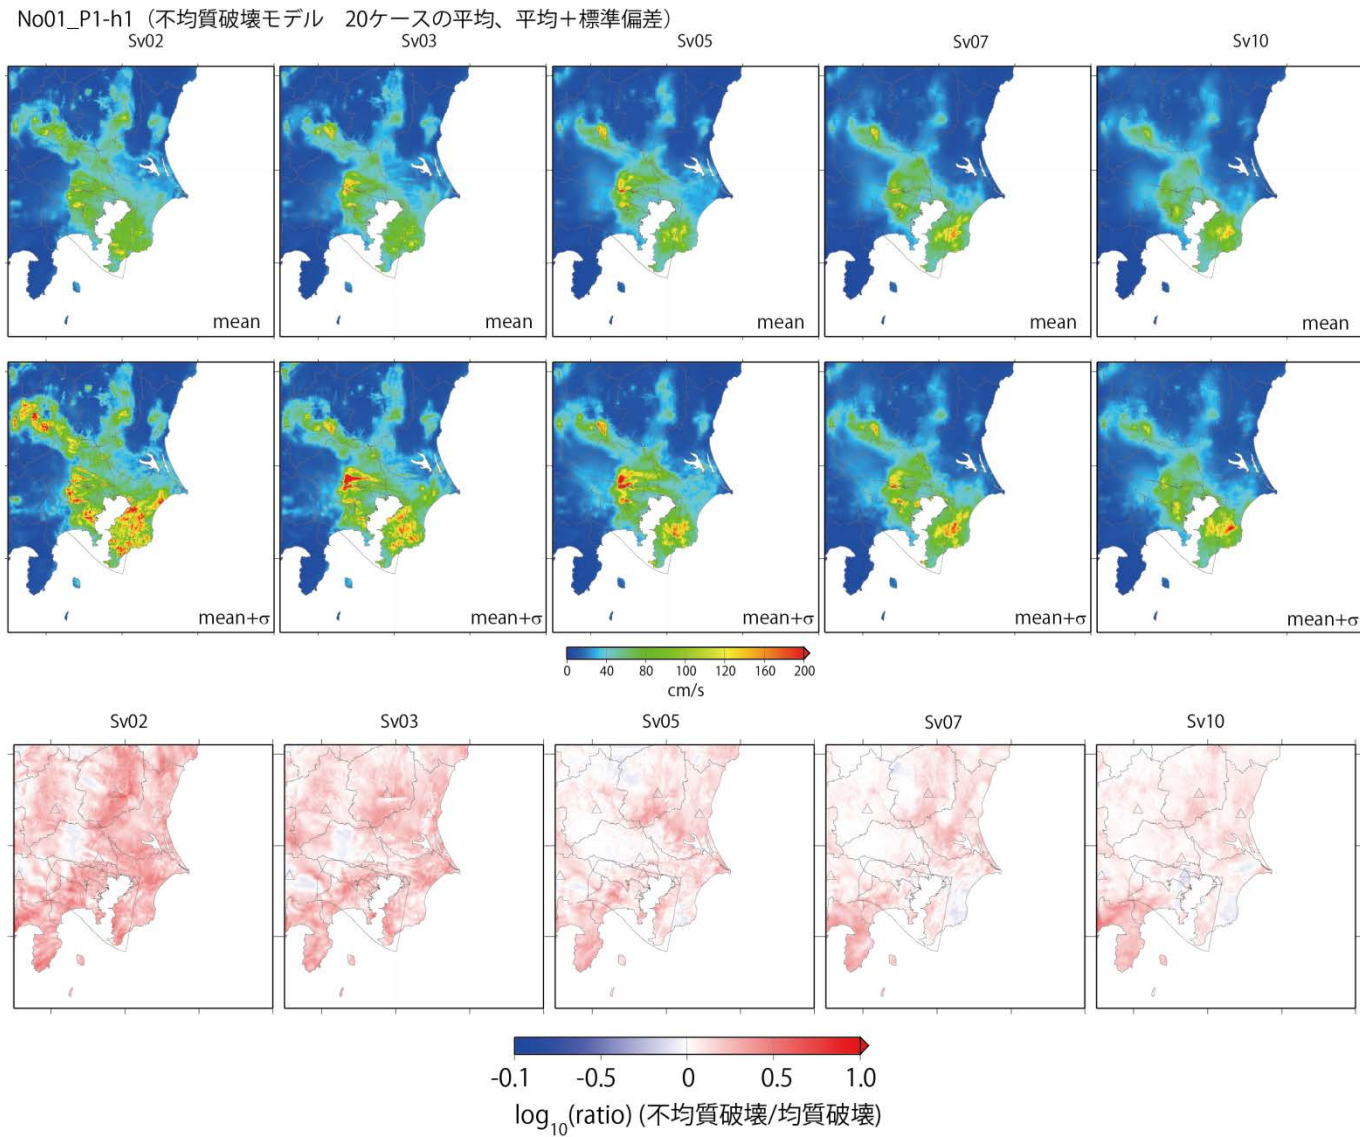 No01_P1-h1（不均質破壊モデル　20ケースの平均、平均＋標準偏差）
Sv02 Sv03 Sv05 Sv07 Sv10
mean mean mean mean mean
mean+σ mean+σ mean+σ mean+σ mean+σ
0 40 80 100 120 160 200
cm/s
Sv02 Sv03 Sv05 Sv07 Sv10
-0.1 -0.5 0 0.5 1.0
log10(ratio) (不均質破壊/均質破壊)